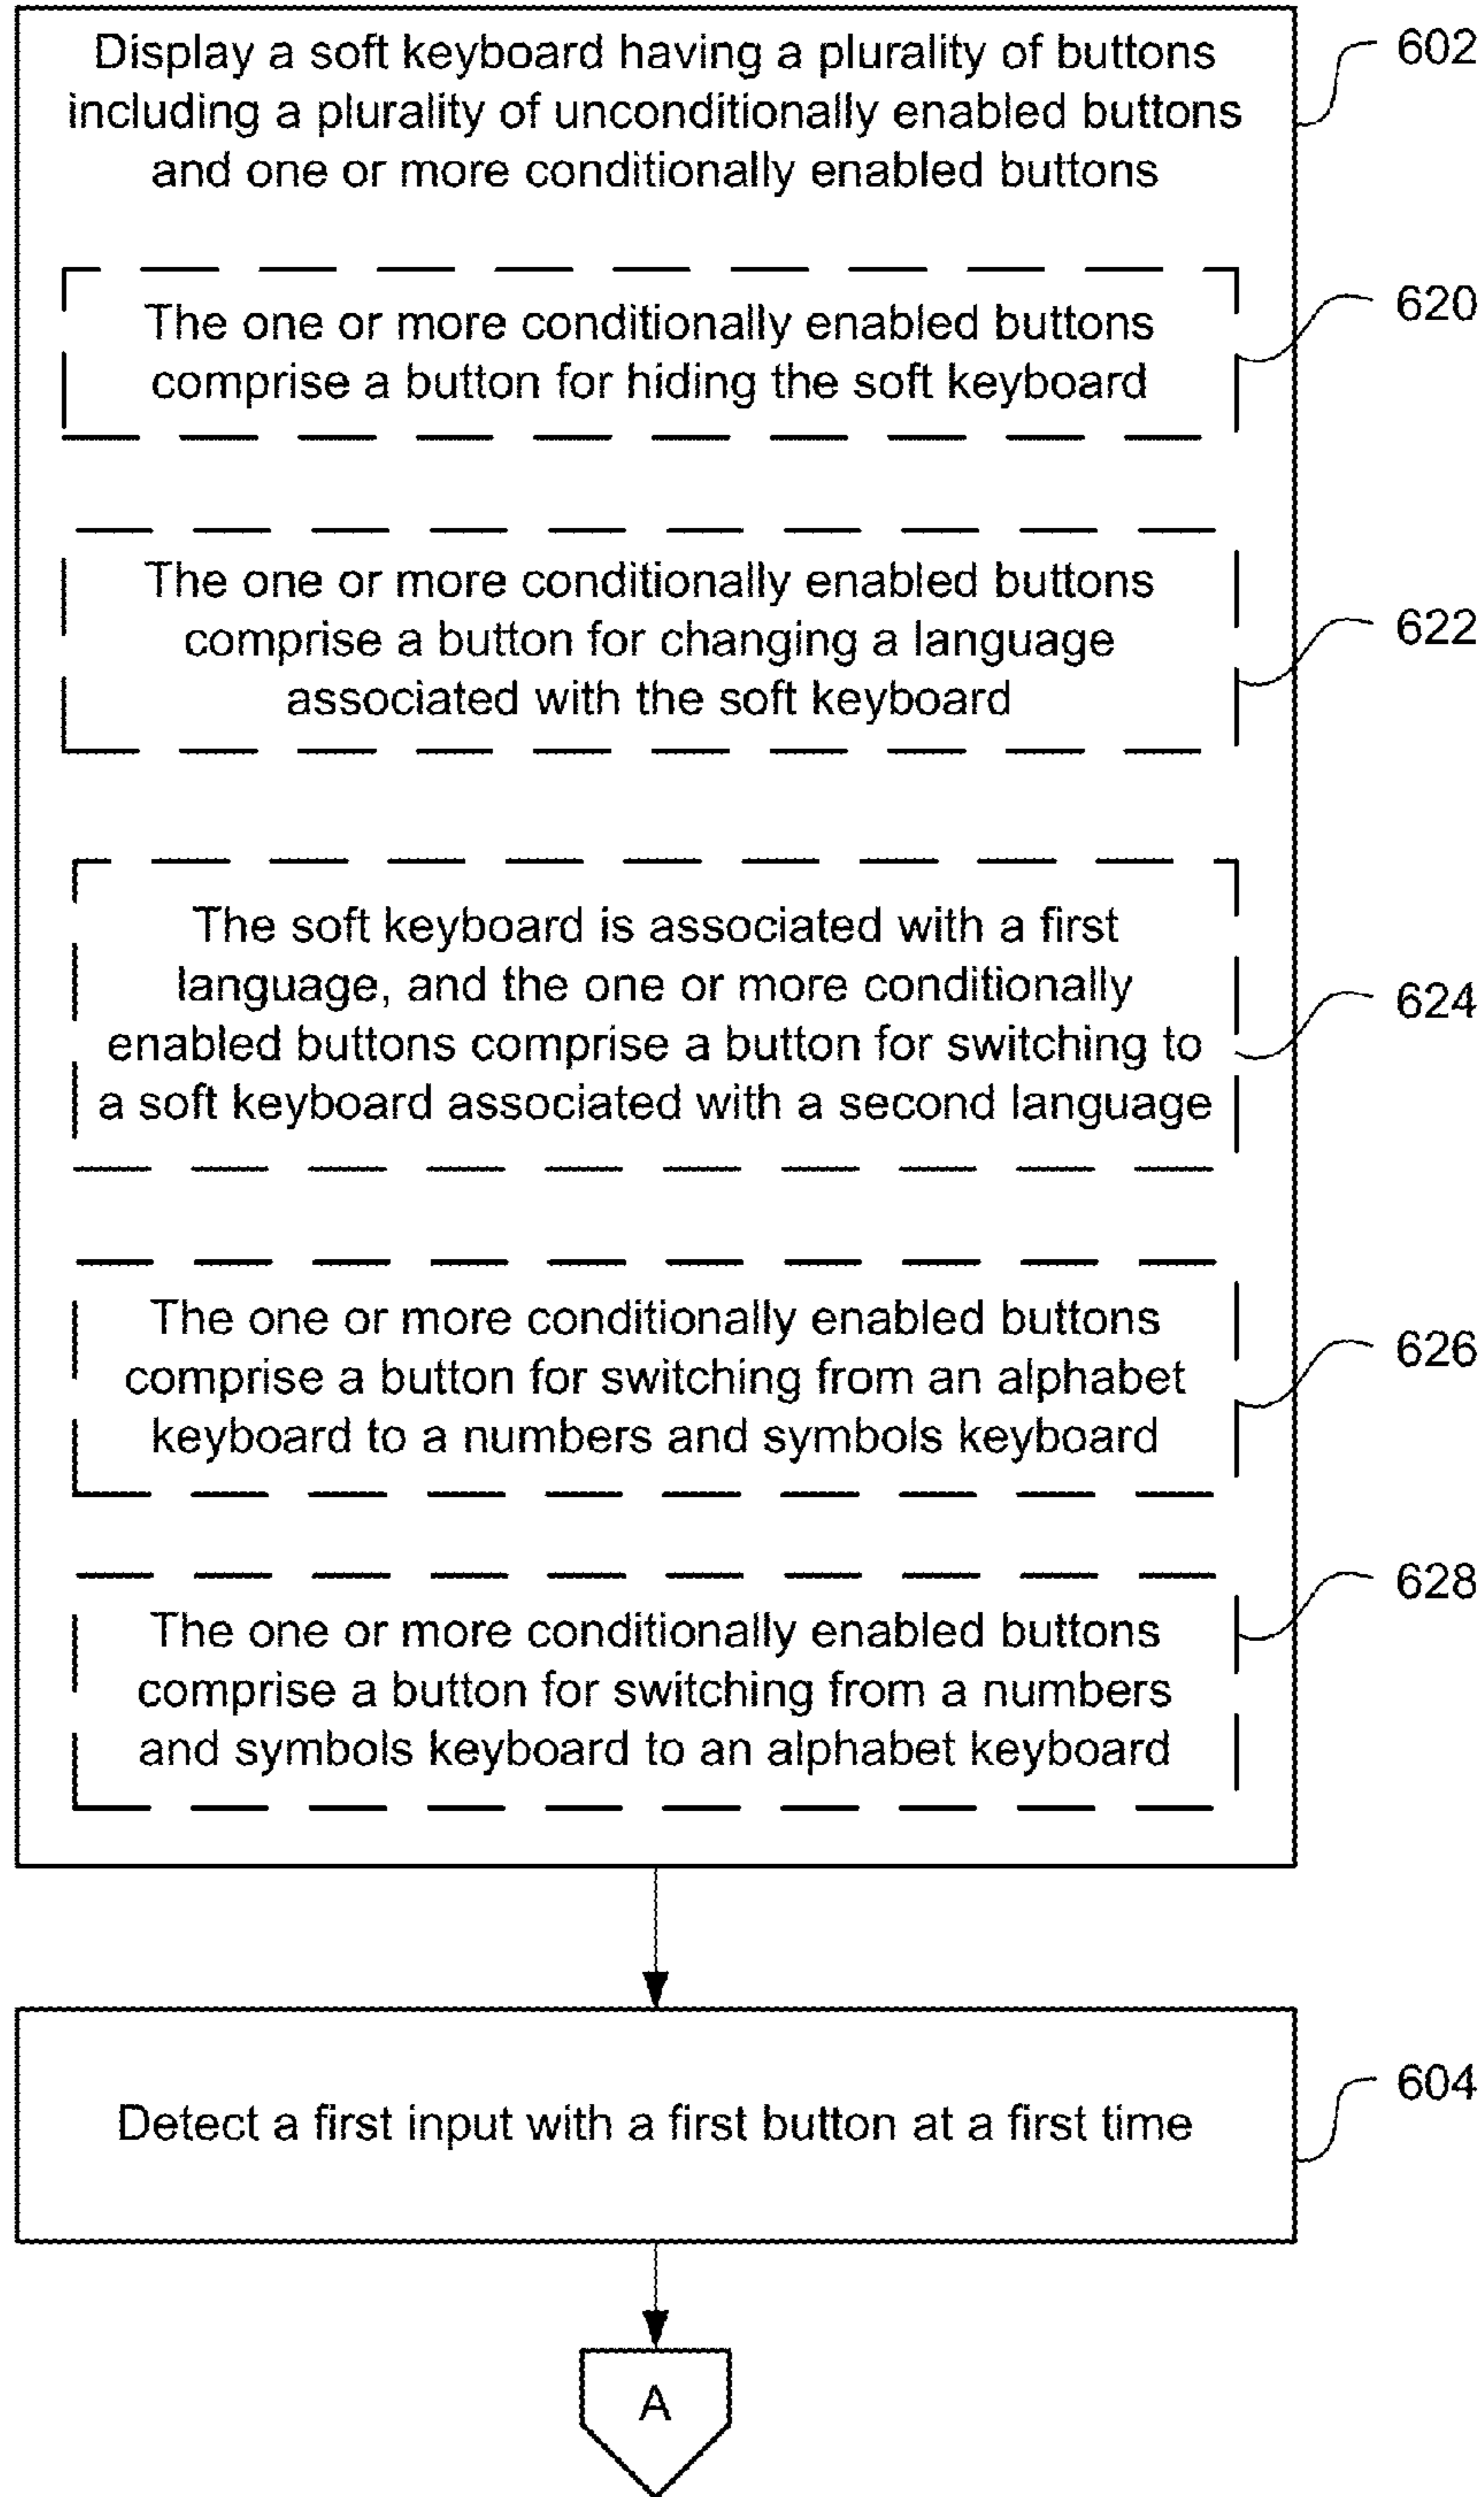 Display a soft keyboard having a plurality of buttons
including a plurality of unconditionally enabled buttons
and one or more conditionally enabled buttons
602
The one or more conditionally enabled buttons
comprise a button for hiding the soft keyboard
620
The one or more conditionally enabled buttons
comprise a button for changing a language
associated with the soft keyboard
622
The soft keyboard is associated with a first
language, and the one or more conditionally
enabled buttons comprise a button for switching to
a soft keyboard associated with a second language
624
The one or more conditionally enabled buttons
comprise a button for switching from an alphabet
keyboard to a numbers and symbols keyboard
626
The one or more conditionally enabled buttons
comprise a button for switching from a numbers
and symbols keyboard to an alphabet keyboard
628
Detect a first input with a first button at a first time
604
A